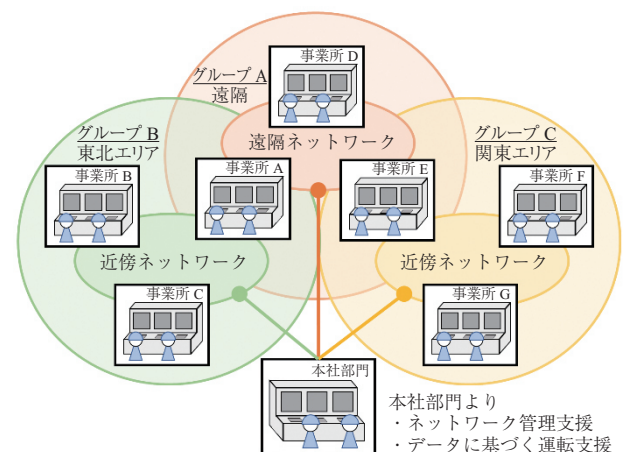 事業所 D
グループ A
遠隔
遠隔ネットワーク
グループ B
東北エリア
グループ C
関東エリア
事業所 B
事業所 A
事業所 E
事業所 F
近傍ネットワーク
近傍ネットワーク
事業所 C
事業所 G
本社部門
本社部門より
・ネットワーク管理支援
・データに基づく運転支援